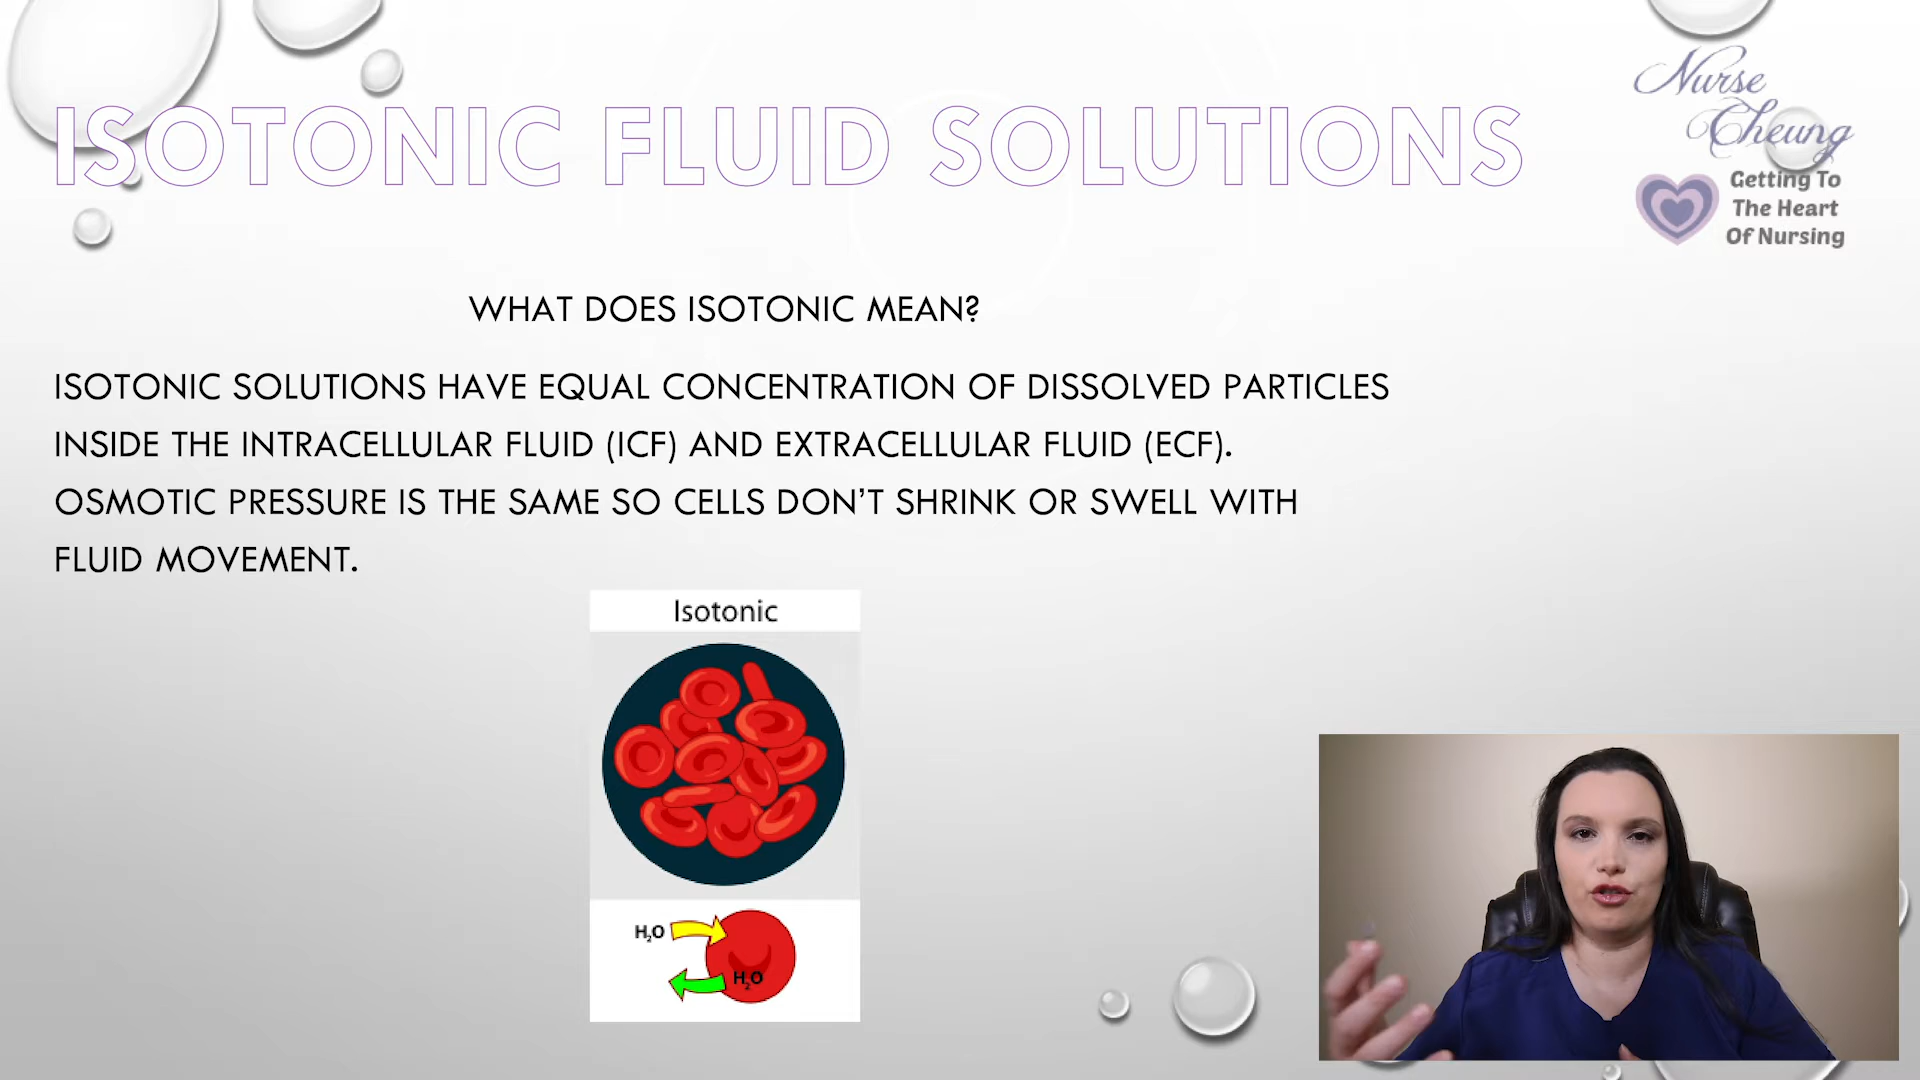 ISOTONIC FLUID SOLUTIONS
Nurse
Cheung
Getting To
The Heart
Of Nursing
WHAT DOES ISOTONIC MEAN?
ISOTONIC SOLUTIONS HAVE EQUAL CONCENTRATION OF DISSOLVED PARTICLES
INSIDE THE INTRACELLULAR FLUID (ICF) AND EXTRACELLULAR FLUID (ECF).
OSMOTIC PRESSURE IS THE SAME SO CELLS DON’T SHRINK OR SWELL WITH
FLUID MOVEMENT.
Isotonic
H₂O
H₂O